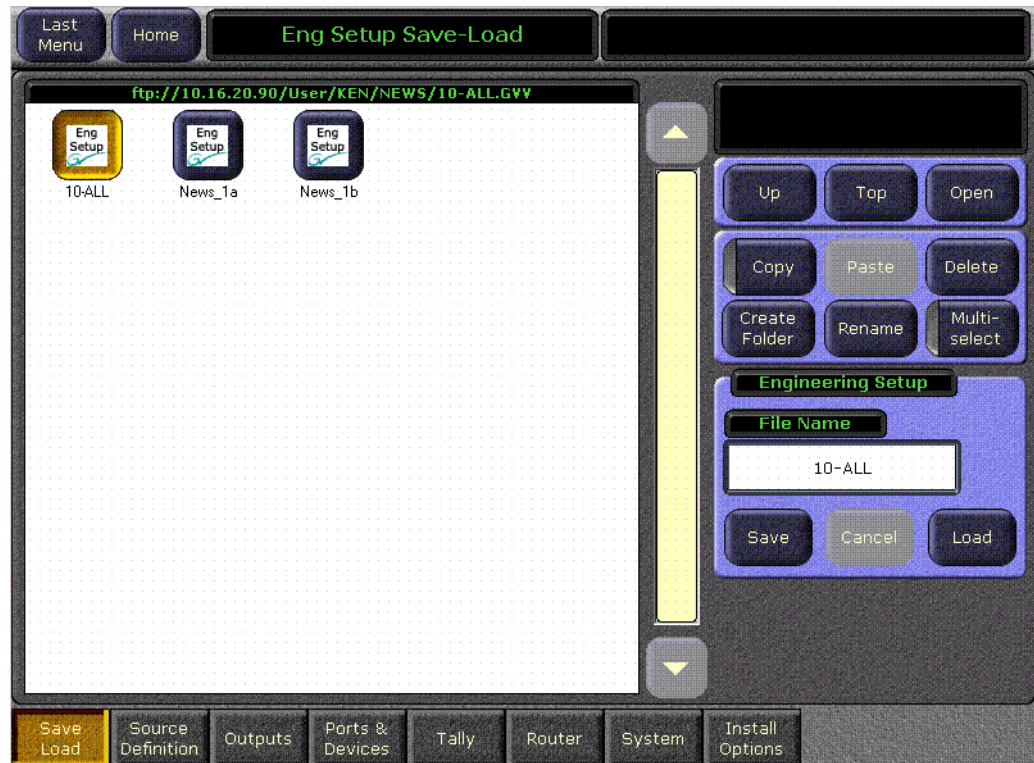 Last
Menu
Home
Eng Setup Save-Load
ftp://10.16.20.90/User/KEN/NEWS/10-ALL.GVV
Eng
Setup
Eng
Setup
Eng
Setup
10-ALL
News_1a
News_1b
Up
Top
Open
Copy
Paste
Delete
Create
Folder
Rename
Multi-
select
Engineering Setup
File Name
10-ALL
Save
Cancel
Load
Save
Load
Source
Definition
Outputs
Ports &
Devices
Tally
Router
System
Install
Options